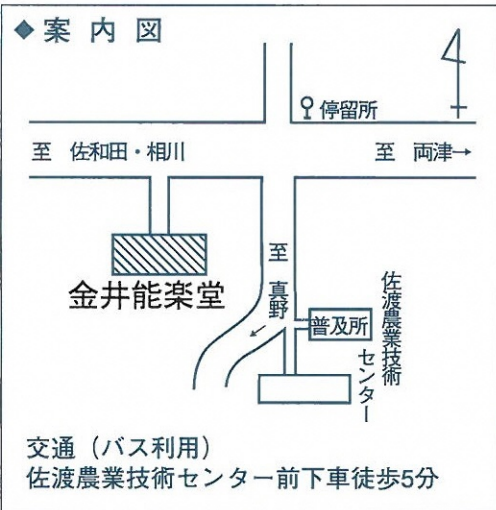 ◆案内図
停留所
至 佐和田・相川
至 両津→
金井能楽堂
至真野
普及所
佐渡農業技術センター
交通（バス利用）
佐渡農業技術センター前下車徒歩5分